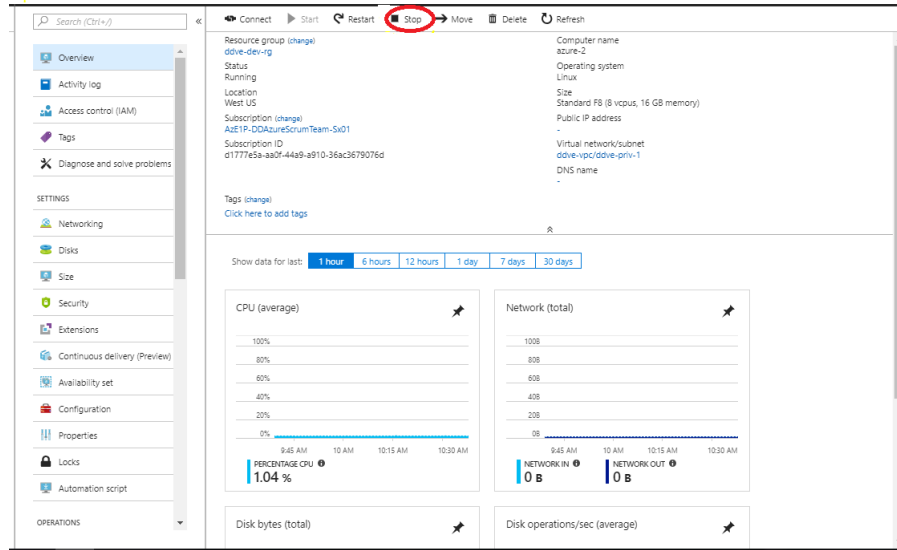 Search (Ctrl+/)
«
Connect Start Restart Stop Move Delete Refresh
Overview
Activity log
Access control (IAM)
Tags
Diagnose and solve problems
SETTINGS
Networking
Disks
Size
Security
Extensions
Continuous delivery (Preview)
Availability set
Configuration
Properties
Locks
Automation script
OPERATIONS
Resource group (change)
ddve-dev-rg
Status
Running
Location
West US
Subscription (change)
AzE1P-DDAzureScrumTeam-Sx01
Subscription ID
d1777e5a-aa0f-44a9-a910-36ac3679076d
Computer name
azure-2
Operating system
Linux
Size
Standard F8 (8 vcpus, 16 GB memory)
Public IP address
-
Virtual network/subnet
ddve-vpc/ddve-priv-1
DNS name
-
Tags (change)
Click here to add tags
Show data for last: 1 hour 6 hours 12 hours 1 day 7 days 30 days
CPU (average)
100%
80%
60%
40%
20%
0%
9:45 AM 10 AM 10:15 AM 10:30 AM
PERCENTAGE CPU
1.04 %
Network (total)
100B
80B
60B
40B
20B
0B
9:45 AM 10 AM 10:15 AM 10:30 AM
NETWORK IN NETWORK OUT
0 B 0 B
Disk bytes (total)
Disk operations/sec (average)